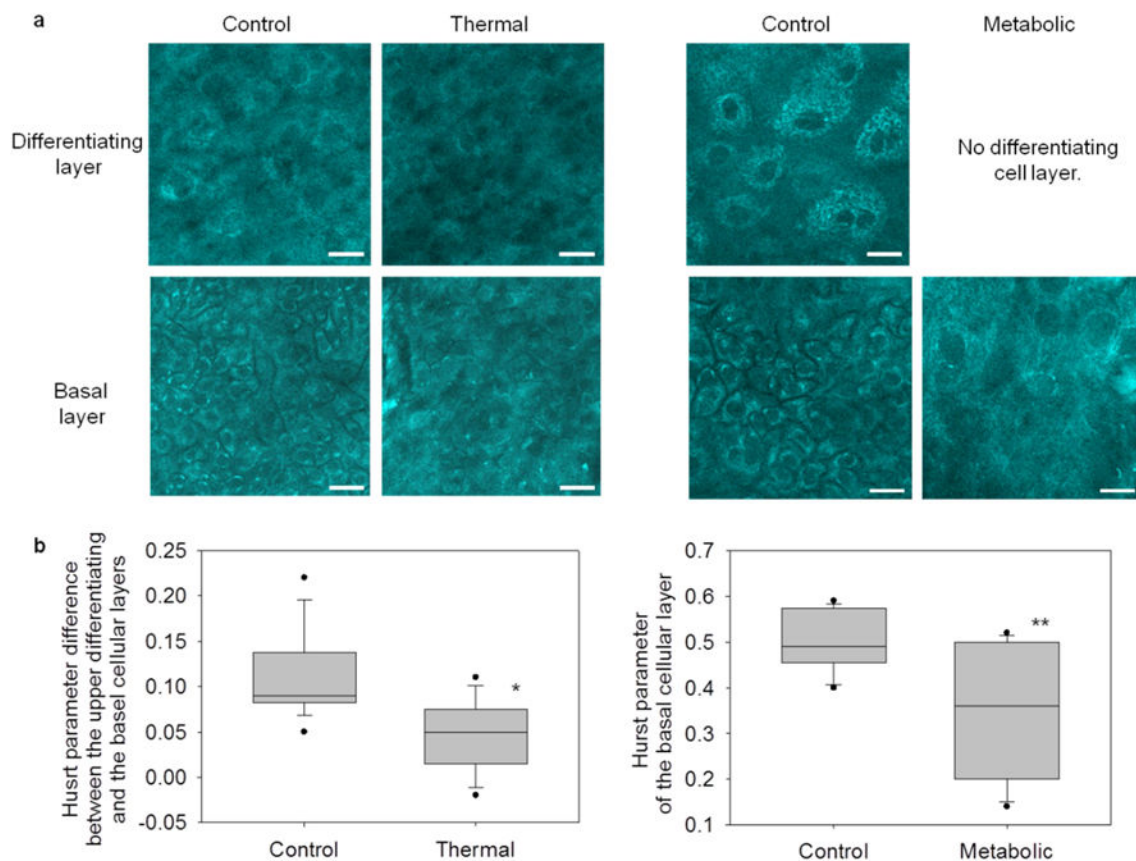 a
Control Thermal Control Metabolic
Differentiating
layer
No differentiating
cell layer.
Basal
layer
b
Husrt parameter difference
between the upper differentiating
and the basel cellular layers
0.25
0.20
0.15
0.10
0.05
0.00
-0.05
*
Control Thermal
Hurst parameter
of the basal cellular layer
0.7
0.6
0.5
0.4
0.3
0.2
0.1
**
Control Metabolic